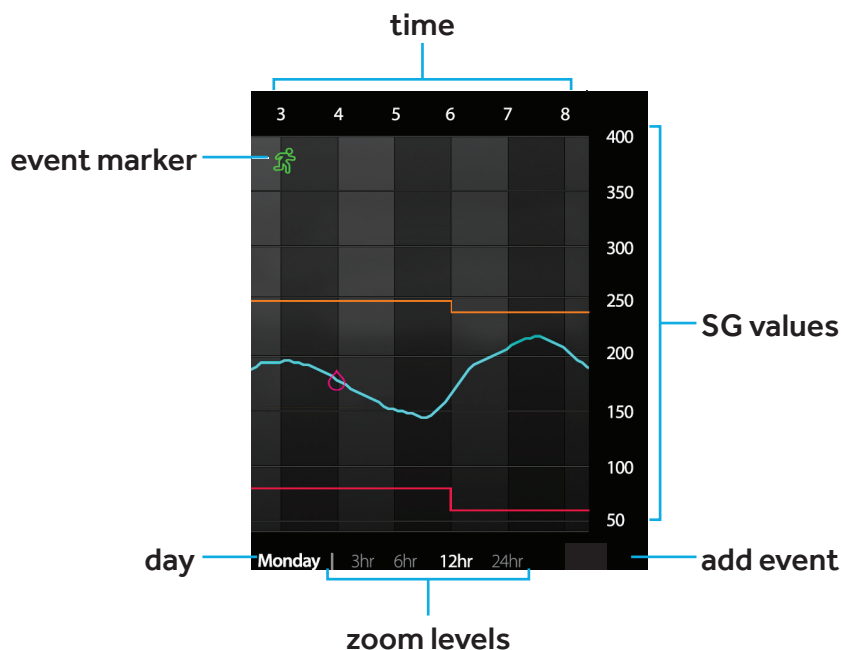 time
3 4 5 6 7 8
400
event marker
350
300
250
SG values
200
150
100
50
day
Monday | 3hr 6hr 12hr 24hr
add event
zoom levels